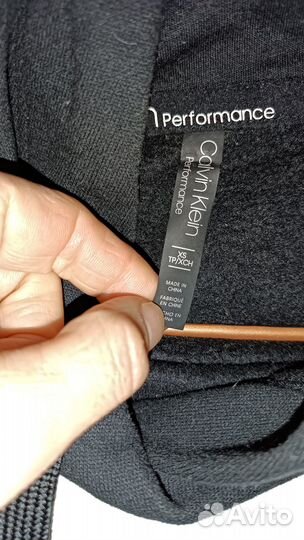 Performance
Calvin Klein
Performance
XS
TP/XCH
MADE IN
CHINA
FABRIQUÉ
EN CHINE
HECHO EN
CHINA
Avito